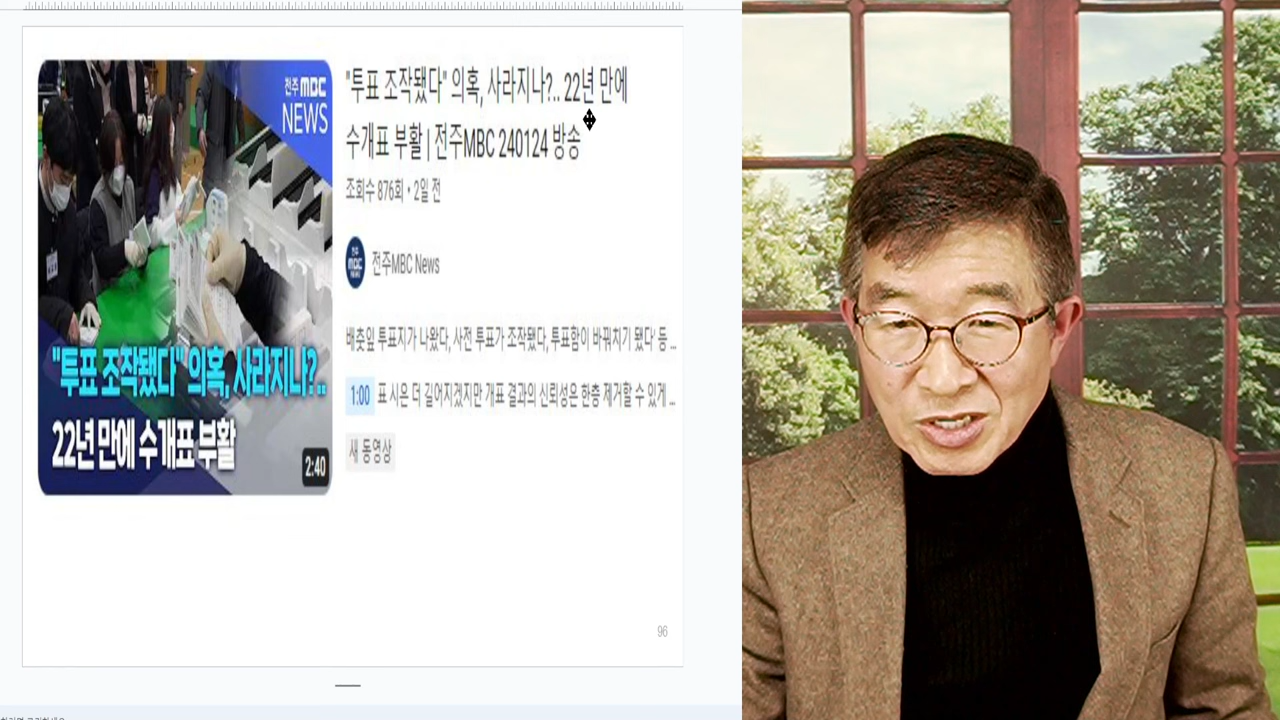 전주 MBC
NEWS
"투표 조작됐다" 의혹, 사라지나?..
22년 만에 수개표 부활
2:40
"투표 조작됐다" 의혹, 사라지나?.. 22년 만에
수개표 부활 | 전주MBC 240124 방송
조회수 876회 • 2일 전
전주MBC News
배춧잎 투표지가 나왔다, 사전 투표가 조작됐다, 투표함이 바꿔치기 됐다' 등 ...
1:00 표 시은 더 길어지겠지만 개표 결과의 신뢰성은 한층 제거할 수 있게 ...
새 동영상
96